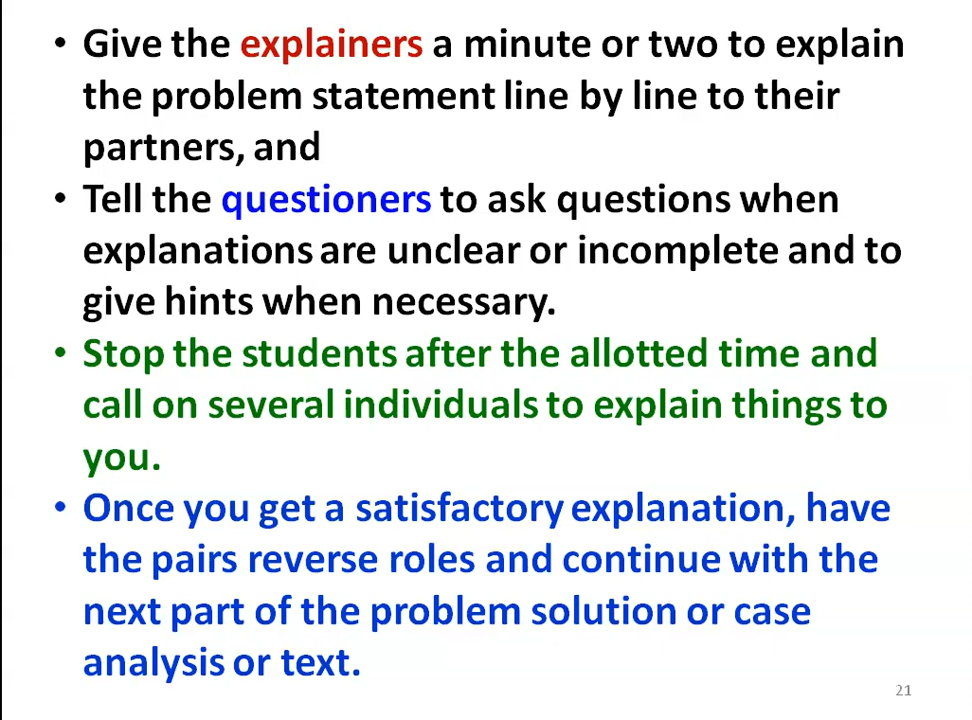 • Give the explainers a minute or two to explain
the problem statement line by line to their
partners, and
• Tell the questioners to ask questions when
explanations are unclear or incomplete and to
give hints when necessary.
• Stop the students after the allotted time and
call on several individuals to explain things to
you.
• Once you get a satisfactory explanation, have
the pairs reverse roles and continue with the
next part of the problem solution or case
analysis or text.
21